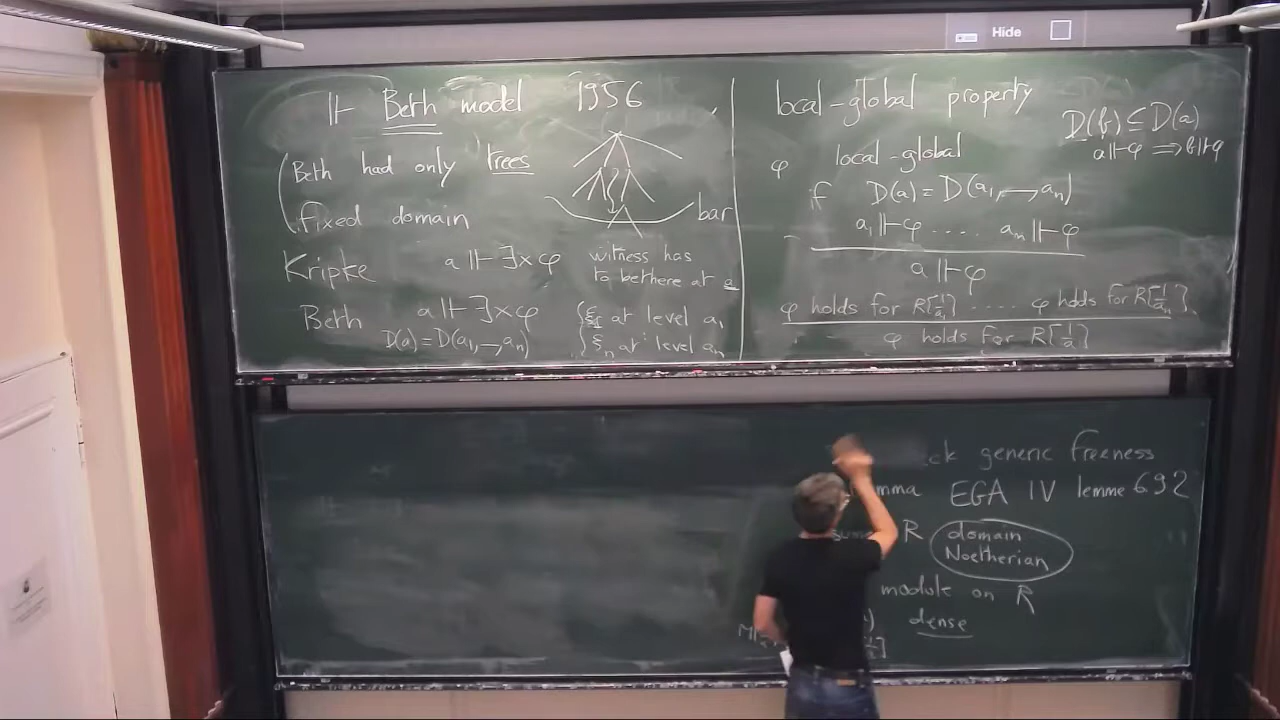 Hide
⊩ Beth model 1956
Beth had only trees
fixed domain
bar
Kripke a ⊩ ∃x φ witness has
to be there at a
Beth a ⊩ ∃x φ
D(a) = D(a₁, —, aₙ)
ξ₁ at level a₁
ξₙ at level aₙ
local-global property
D(b) ⊆ D(a)
a ⊩ φ ⟹ b ⊩ φ
φ local-global
if D(a) = D(a₁, —, aₙ)
a₁ ⊩ φ .... aₙ ⊩ φ
a ⊩ φ
φ holds for R[1/a₁] ..... φ holds for R[1/aₙ]
φ holds for R[1/a]
ck generic freeness
mma EGA IV lemme 692
R domain
Noetherian
module on R
dense